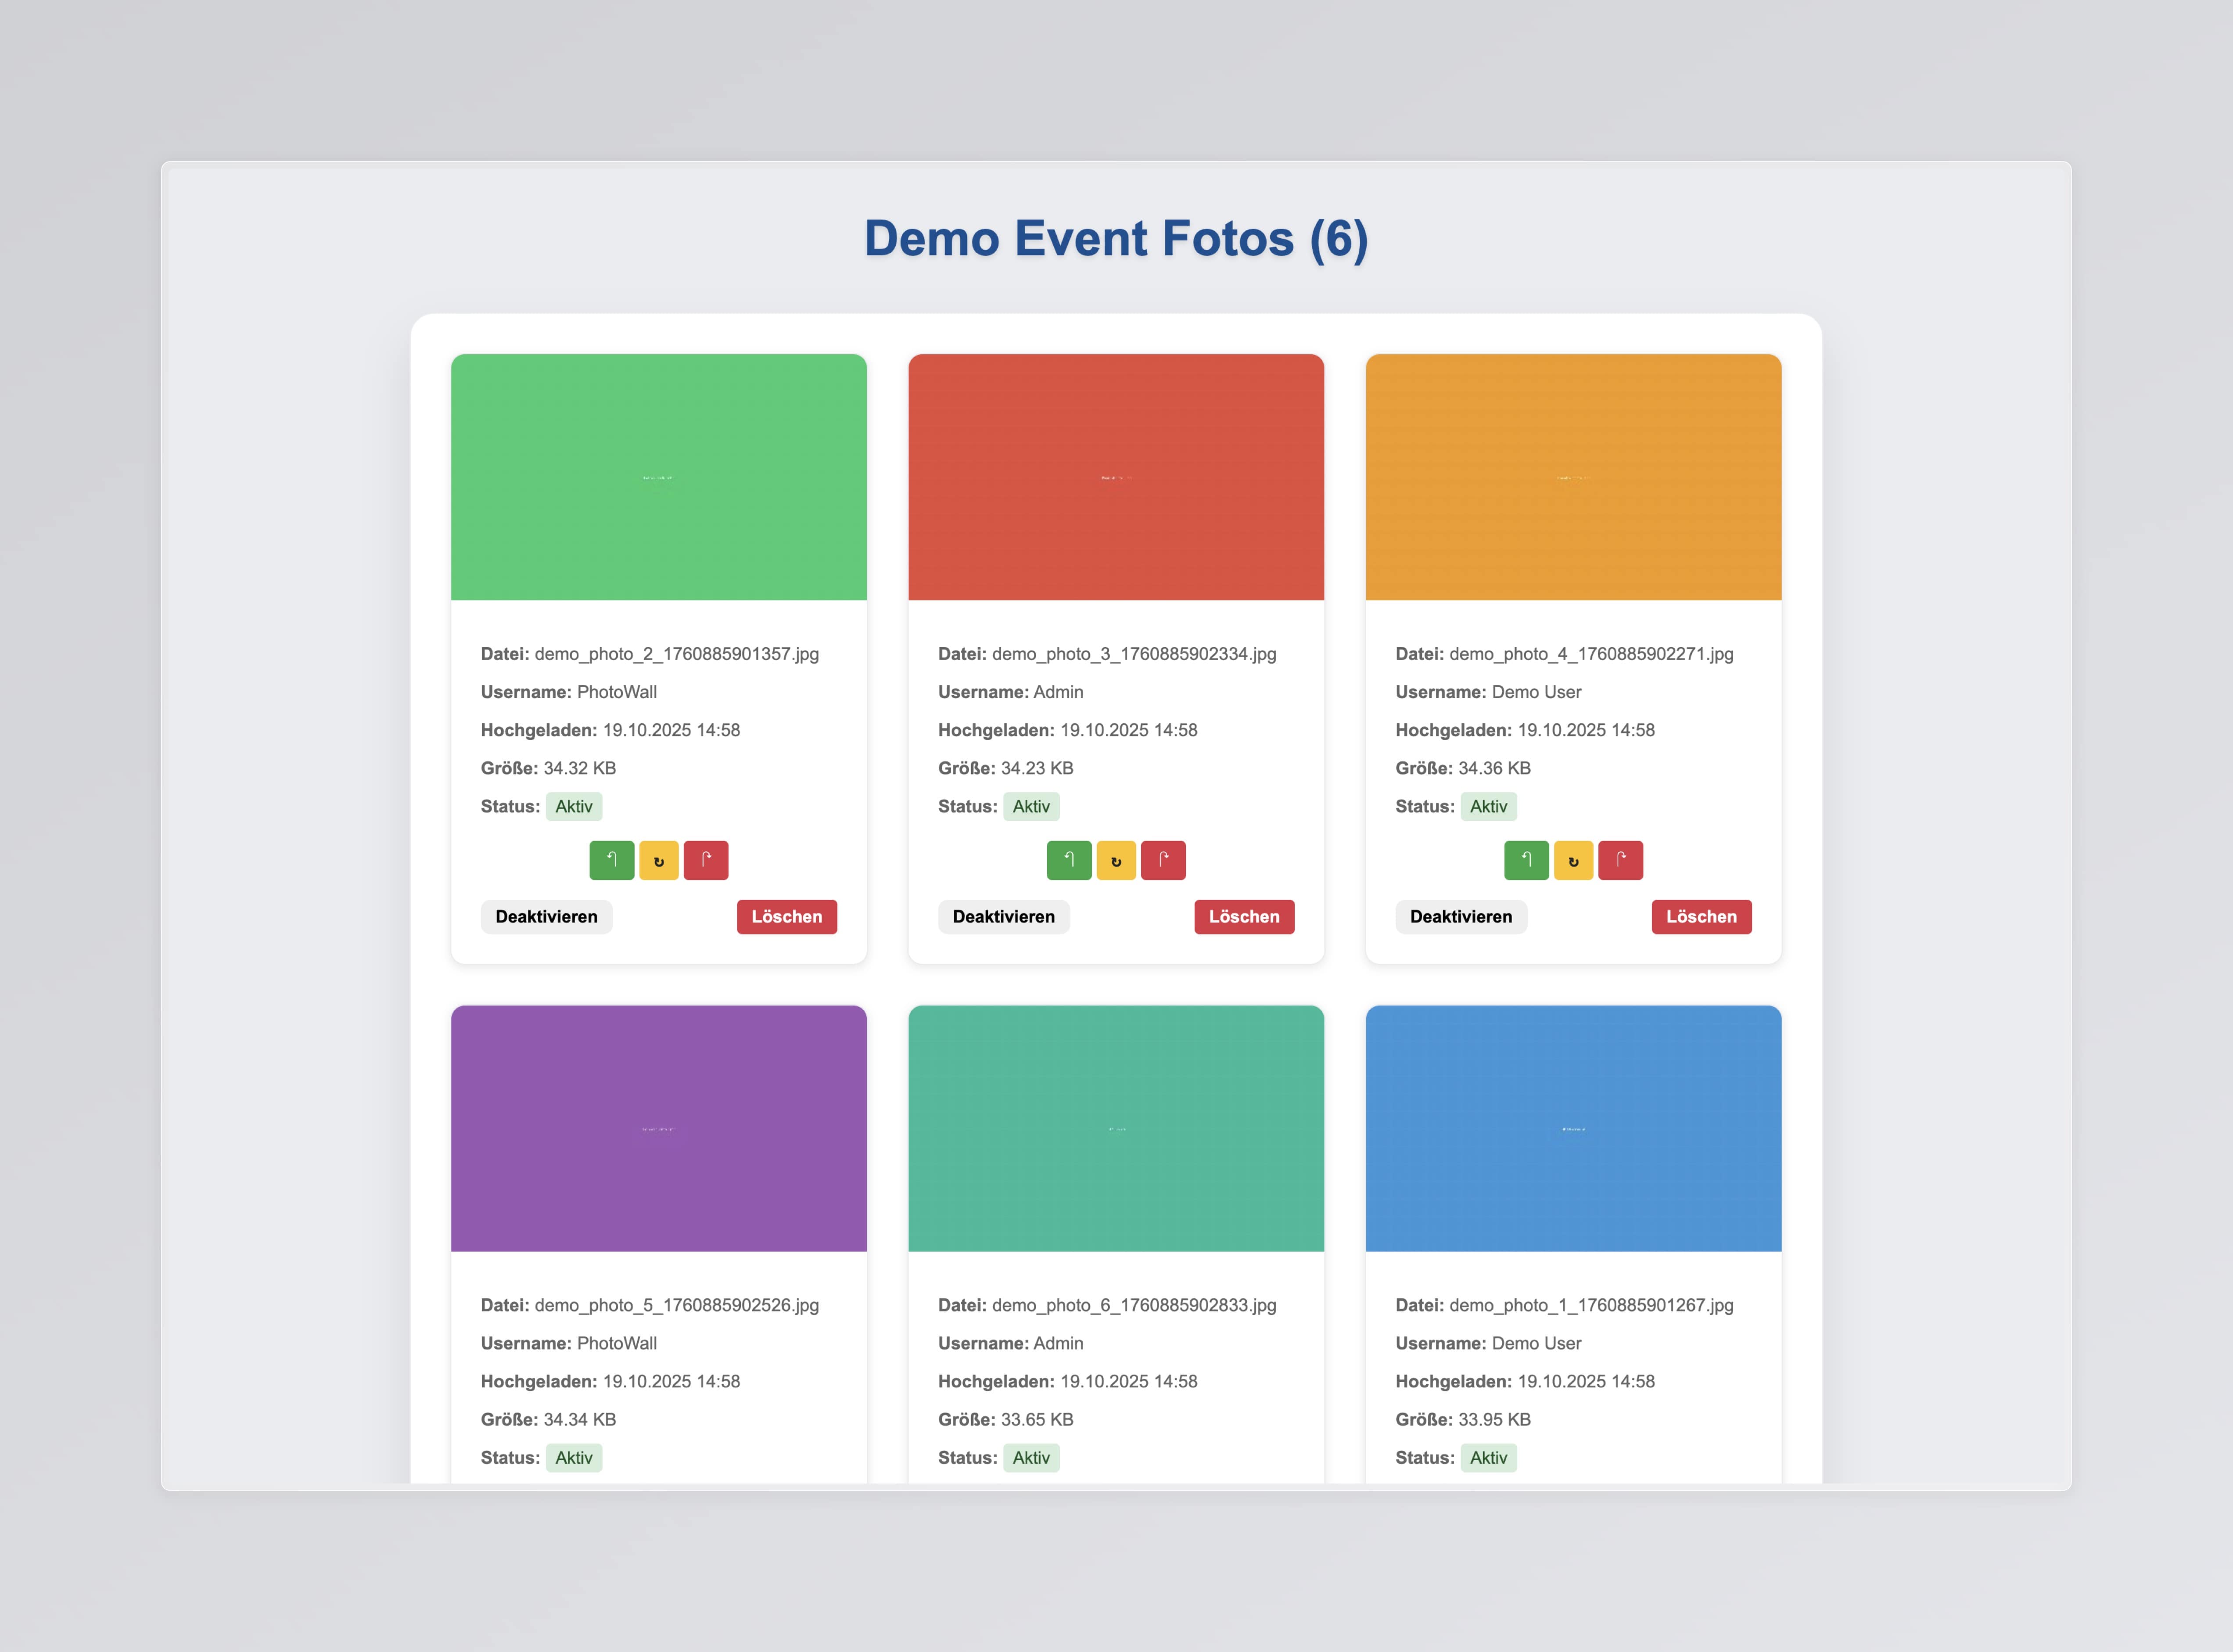 Demo Event Fotos (6)
Datei: demo_photo_2_1760885901357.jpg
Username: PhotoWall
Hochgeladen: 19.10.2025 14:58
Größe: 34.32 KB
Status: Aktiv
↻
Deaktivieren Löschen
Datei: demo_photo_3_1760885902334.jpg
Username: Admin
Hochgeladen: 19.10.2025 14:58
Größe: 34.23 KB
Status: Aktiv
↻
Deaktivieren Löschen
Datei: demo_photo_4_1760885902271.jpg
Username: Demo User
Hochgeladen: 19.10.2025 14:58
Größe: 34.36 KB
Status: Aktiv
↻
Deaktivieren Löschen
Datei: demo_photo_5_1760885902526.jpg
Username: PhotoWall
Hochgeladen: 19.10.2025 14:58
Größe: 34.34 KB
Status: Aktiv
Datei: demo_photo_6_1760885902833.jpg
Username: Admin
Hochgeladen: 19.10.2025 14:58
Größe: 33.65 KB
Status: Aktiv
Datei: demo_photo_1_1760885901267.jpg
Username: Demo User
Hochgeladen: 19.10.2025 14:58
Größe: 33.95 KB
Status: Aktiv